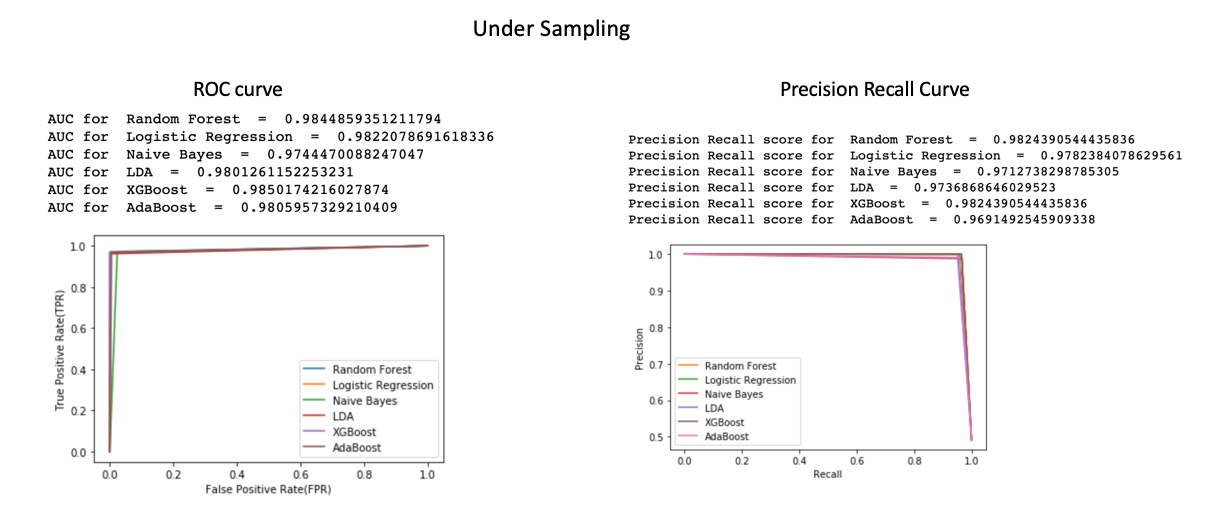 Under Sampling
ROC curve
AUC for  Random Forest  =  0.9844859351211794
AUC for  Logistic Regression  =  0.9822078691618336
AUC for  Naive Bayes  =  0.9744470088247047
AUC for  LDA  =  0.9801261152253231
AUC for  XGBoost  =  0.9850174216027874
AUC for  AdaBoost  =  0.9805957329210409
1.0
0.8
0.6
0.4
0.2
0.0
True Positive Rate(TPR)
Random Forest
Logistic Regression
Naive Bayes
LDA
XGBoost
AdaBoost
0.0 0.2 0.4 0.6 0.8 1.0
False Positive Rate(FPR)
Precision Recall Curve
Precision Recall score for  Random Forest  =  0.9824390544435836
Precision Recall score for  Logistic Regression  =  0.9782384078629561
Precision Recall score for  Naive Bayes  =  0.9712738298785305
Precision Recall score for  LDA  =  0.9736868646029523
Precision Recall score for  XGBoost  =  0.9824390544435836
Precision Recall score for  AdaBoost  =  0.9691492545909338
1.0
0.9
0.8
0.7
0.6
0.5
Precision
Random Forest
Logistic Regression
Naive Bayes
LDA
XGBoost
AdaBoost
0.0 0.2 0.4 0.6 0.8 1.0
Recall